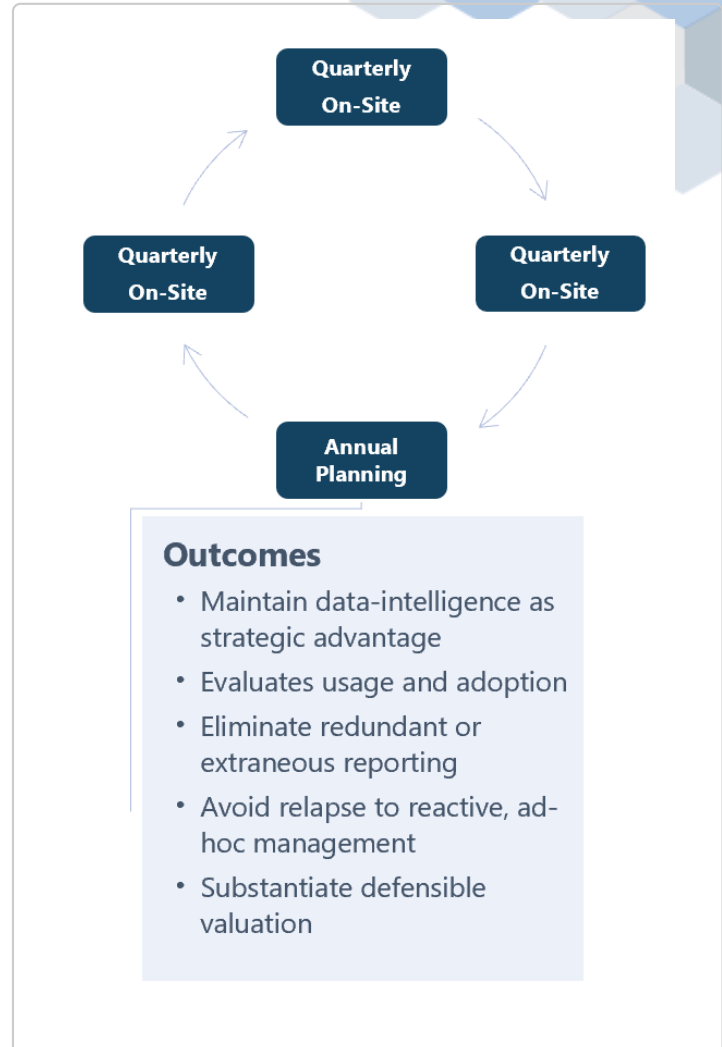 Quarterly
On-Site
Quarterly
On-Site
Quarterly
On-Site
Annual
Planning
Outcomes
• Maintain data-intelligence as
strategic advantage
• Evaluates usage and adoption
• Eliminate redundant or
extraneous reporting
• Avoid relapse to reactive, ad-
hoc management
• Substantiate defensible
valuation